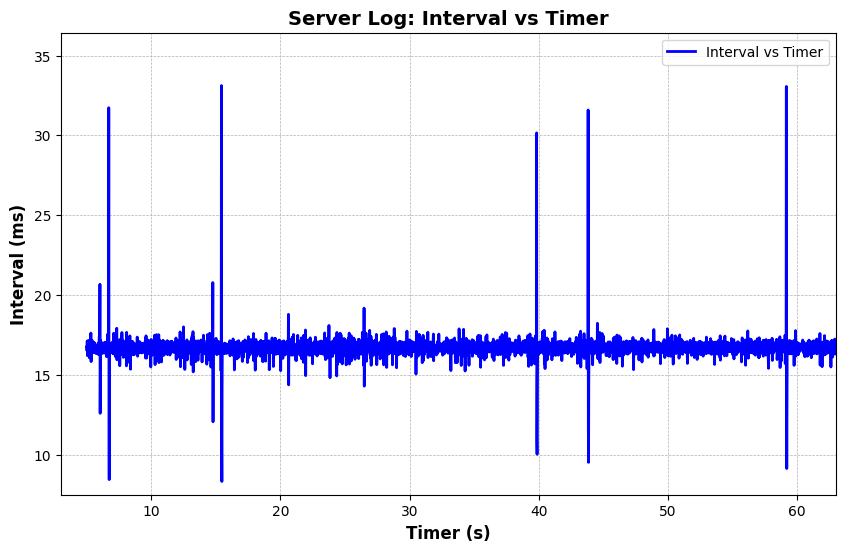 Server Log: Interval vs Timer
Interval vs Timer
35
30
25
20
15
10
Interval (ms)
10 20 30 40 50 60
Timer (s)